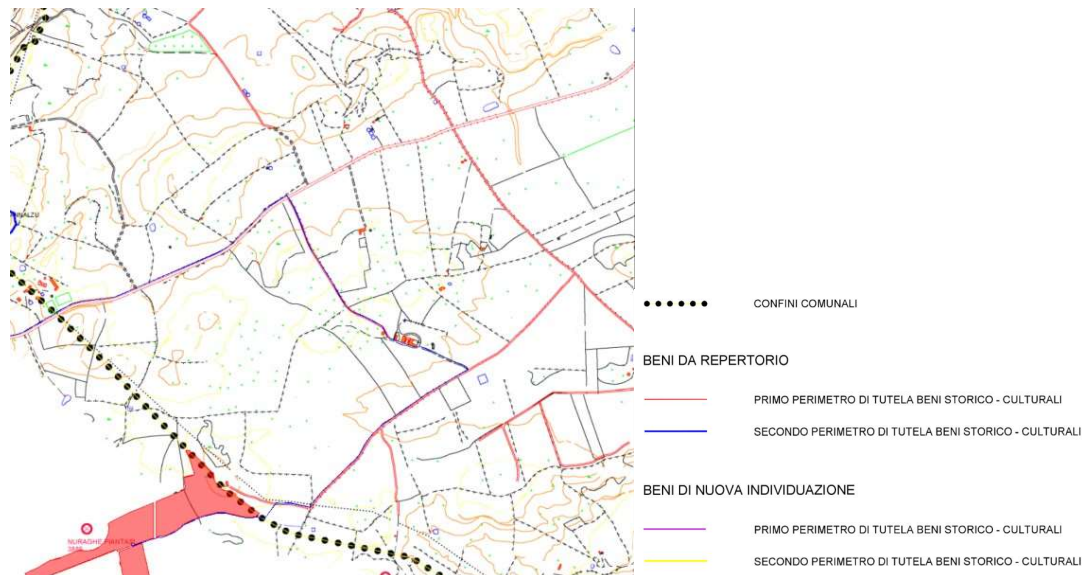 CONFINI COMUNALI
BENI DA REPERTORIO
PRIMO PERIMETRO DI TUTELA BENI STORICO - CULTURALI
SECONDO PERIMETRO DI TUTELA BENI STORICO - CULTURALI
NURAGHE
BENI DI NUOVA INDIVIDUAZIONE
PRIMO PERIMETRO DI TUTELA BENI STORICO - CULTURALI
SECONDO PERIMETRO DI TUTELA BENI STORICO - CULTURALI